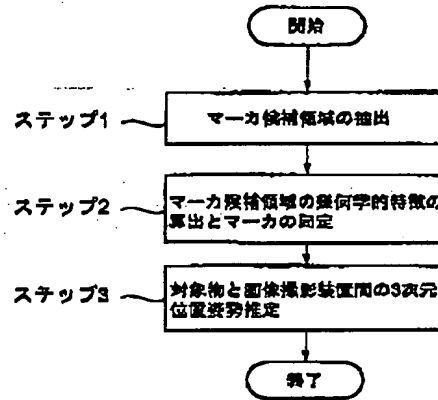 開始
ステップ1
マーカ候補領域の抽出
ステップ2
マーカ候補領域の幾何学的特徴の
算出とマーカの同定
ステップ3
対象物と画像撮影装置間の3次元
位置姿勢推定
終了